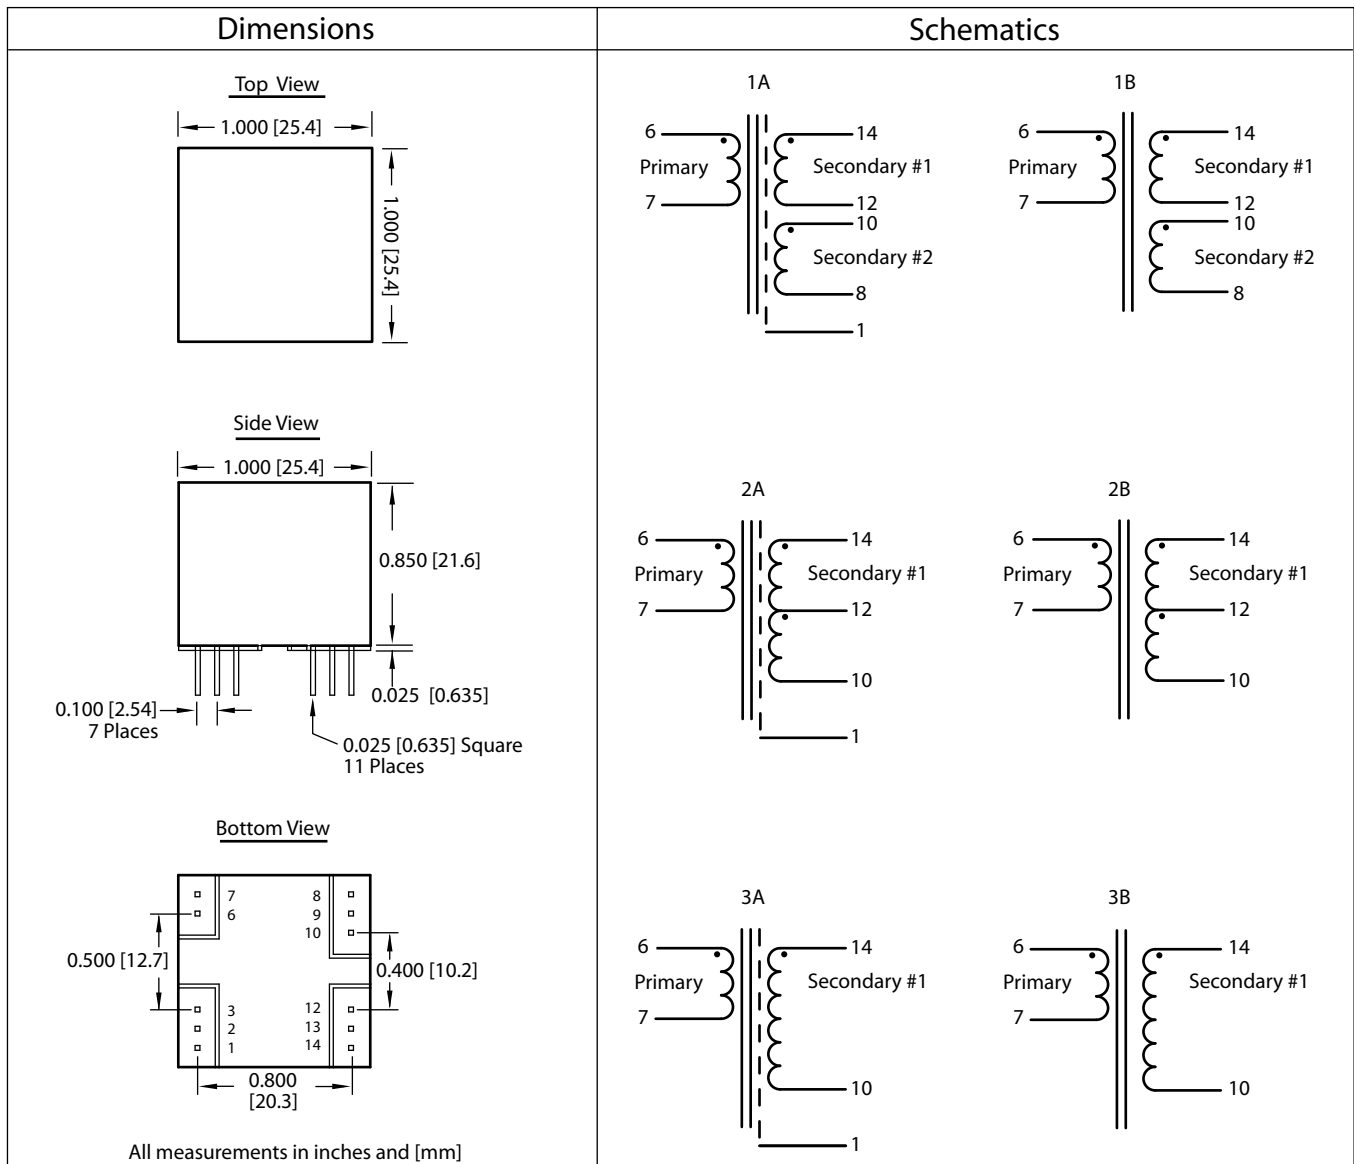 Dimensions
Top View
1.000 [25.4]
1.000 [25.4]
Side View
1.000 [25.4]
0.850 [21.6]
0.025 [0.635]
0.100 [2.54]
7 Places
0.025 [0.635] Square
11 Places
Bottom View
7 8
6 9
10
0.500 [12.7]
0.400 [10.2]
3 12
2 13
1 14
0.800
[20.3]
All measurements in inches and [mm]
Schematics
1A
6 14
Primary Secondary #1
7 12
10
Secondary #2
8
1
1B
6 14
Primary Secondary #1
7 12
10
Secondary #2
8
2A
6 14
Primary Secondary #1
7 12
10
1
2B
6 14
Primary Secondary #1
7 12
10
3A
6 14
Primary Secondary #1
7
10
1
3B
6 14
Primary Secondary #1
7
10